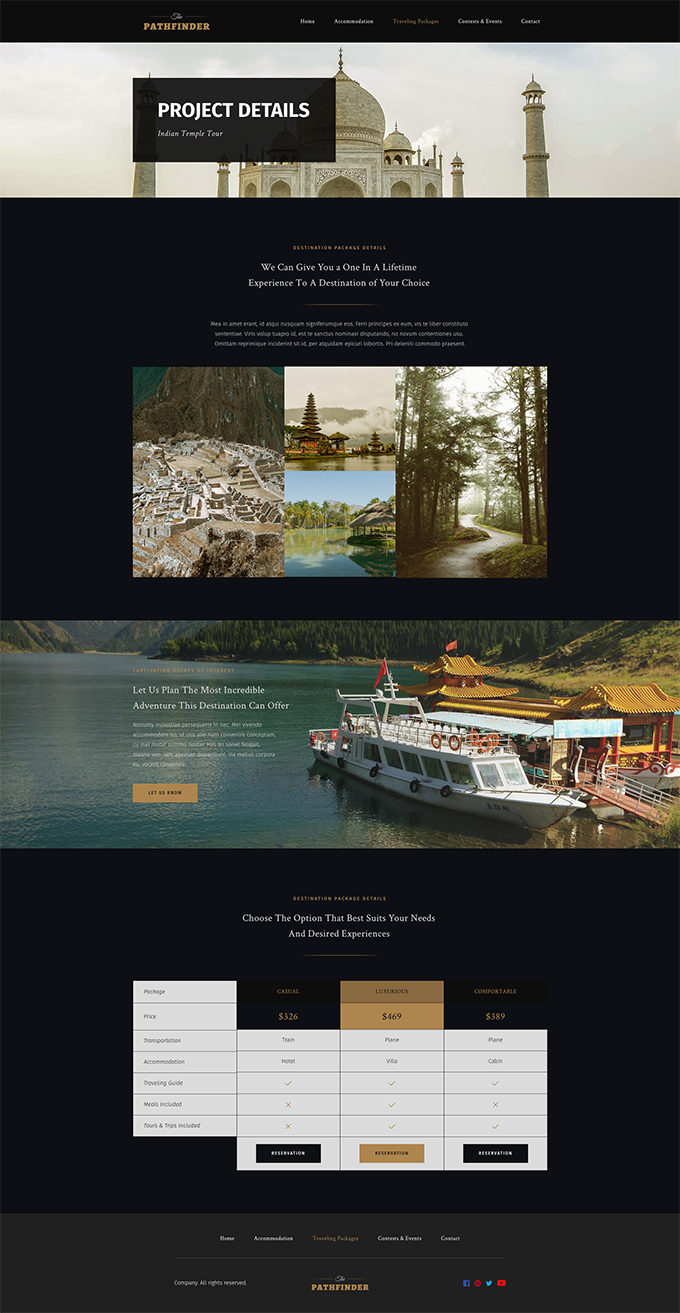 The
PATHFINDER
Home Accommodation Traveling Packages Contests & Events Contact
PROJECT DETAILS
Indian Temple Tour
DESTINATION PACKAGE DETAILS
We Can Give You a One In A Lifetime
Experience To A Destination of Your Choice
Mea in amet erant, id atqui nusquam signiferumque eos. Ferri principes ex eum, vis te liber constituto
sententiae. Viris volup tuapro id, est te sanctus nominavi disputando, no novum contentiones usu.
Omittam reprimique inciderint sit id, per atquidam epicuri lobortis. Pri deleniti commodo praesent.
CAPTIVATING POINTS OF INTEREST
Let Us Plan The Most Incredible
Adventure This Destination Can Offer
Nonumy molestiae persequeris in nec. Mei vivendo
accommodare no, ut usu alie num convenire conceptam,
cu mel mutat summo noster. Has an sonet feugait,
meane veri iam aperian dissentiunt. Vix malius corpora
eu, vocent convenire.
LET US KNOW
DESTINATION PACKAGE DETAILS
Choose The Option That Best Suits Your Needs
And Desired Experiences
Package CASUAL LUXURIOUS COMFORTABLE
Price $326 $469 $389
Transportation Train Plane Plane
Accommodation Hotel Villa Cabin
Traveling Guide
Meals Included
Tours & Trips Included
RESERVATION RESERVATION RESERVATION
Home Accommodation Traveling Packages Contests & Events Contact
Company. All rights reserved.
The
PATHFINDER